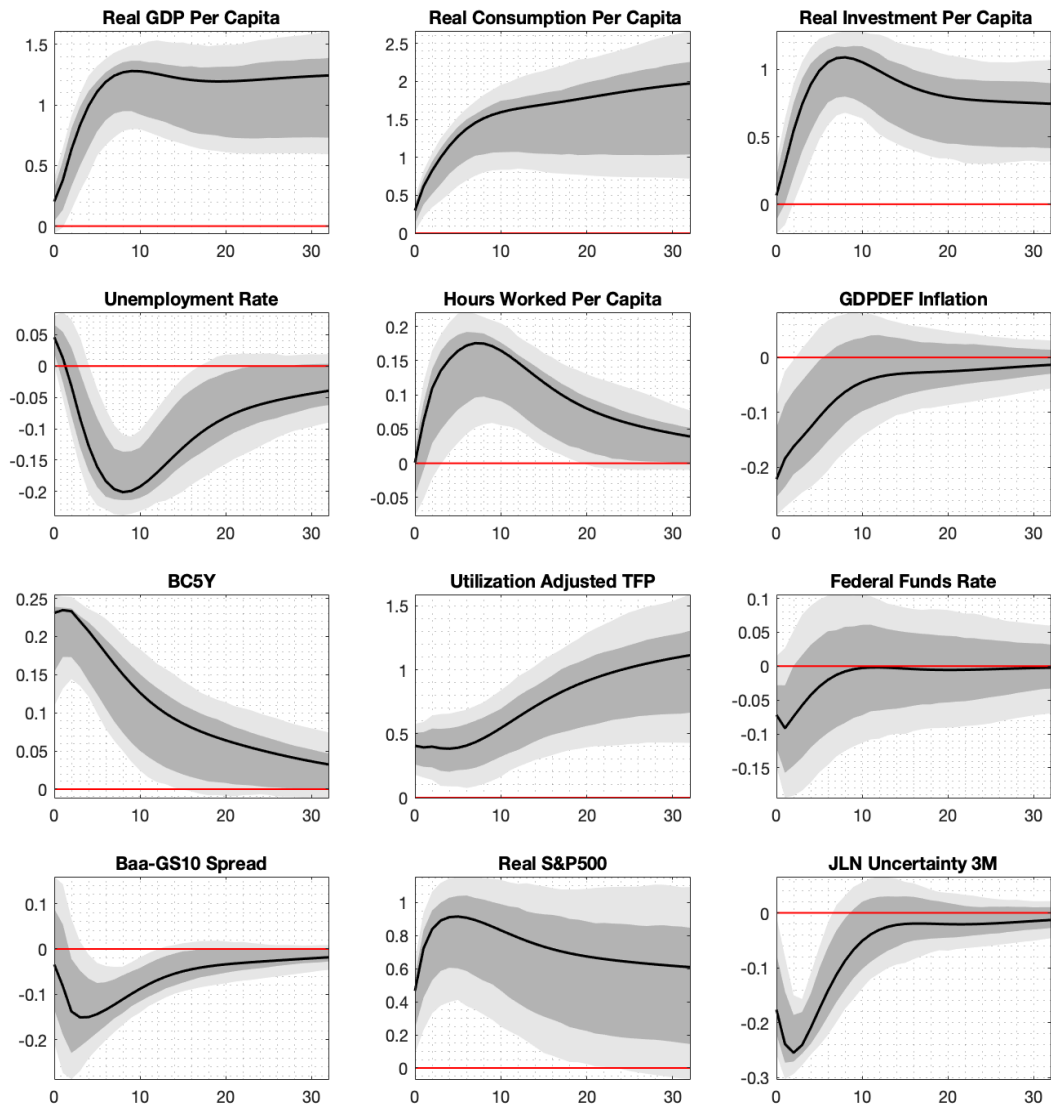 Real GDP Per Capita
1.5
1
0.5
0
0 10 20 30
Real Consumption Per Capita
2.5
2
1.5
1
0.5
0
0 10 20 30
Real Investment Per Capita
1
0.5
0
0 10 20 30
Unemployment Rate
0.05
0
-0.05
-0.1
-0.15
-0.2
0 10 20 30
Hours Worked Per Capita
0.2
0.15
0.1
0.05
0
-0.05
0 10 20 30
GDPDEF Inflation
0
-0.1
-0.2
0 10 20 30
BC5Y
0.25
0.2
0.15
0.1
0.05
0
0 10 20 30
Utilization Adjusted TFP
1.5
1
0.5
0
0 10 20 30
Federal Funds Rate
0.1
0.05
0
-0.05
-0.1
-0.15
0 10 20 30
Baa-GS10 Spread
0.1
0
-0.1
-0.2
0 10 20 30
Real S&P500
1
0.8
0.6
0.4
0.2
0
0 10 20 30
JLN Uncertainty 3M
0
-0.1
-0.2
-0.3
0 10 20 30